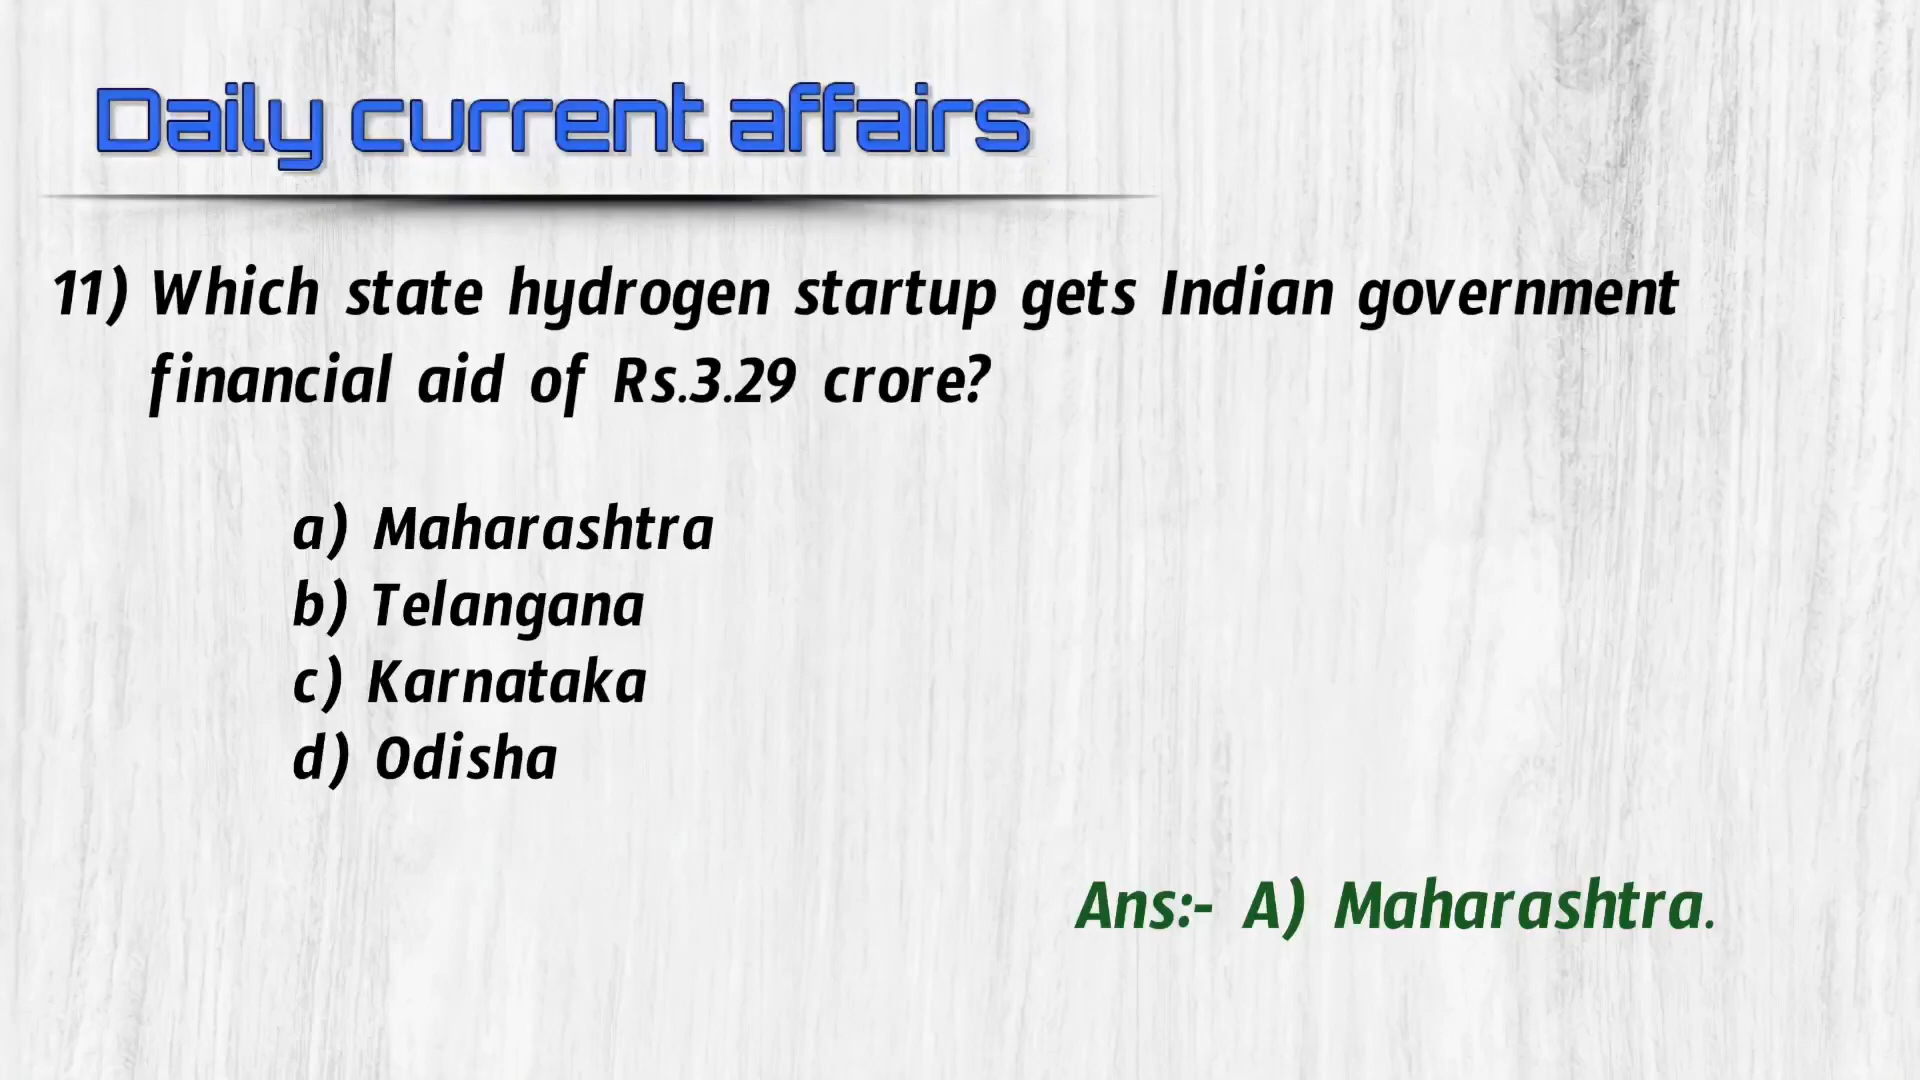 Daily current affairs
11) Which state hydrogen startup gets Indian government
financial aid of Rs.3.29 crore?
a) Maharashtra
b) Telangana
c) Karnataka
d) Odisha
Ans:- A) Maharashtra.